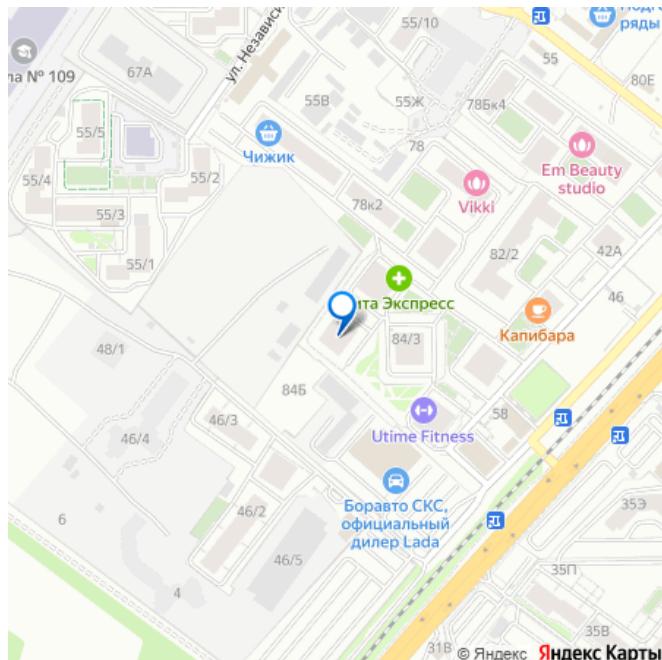 55/10
ряды
ул. Независи
ла № 109
67А
55
80Е
55В
55Ж
78Бк4
55/5
Чижик
78
Em Beauty
studio
55/4
55/2
Vikki
55/3
78к2
82/2
42А
55/1
46
ита Экспресс
Капибара
48/1
84/3
84Б
46/3
58
Utime Fitness
46/4
Боравто СКС,
официальный
дилер Lada
35Э
6
46/2
46/5
35П
4
35В
31В
© Яндекс Яндекс Карты